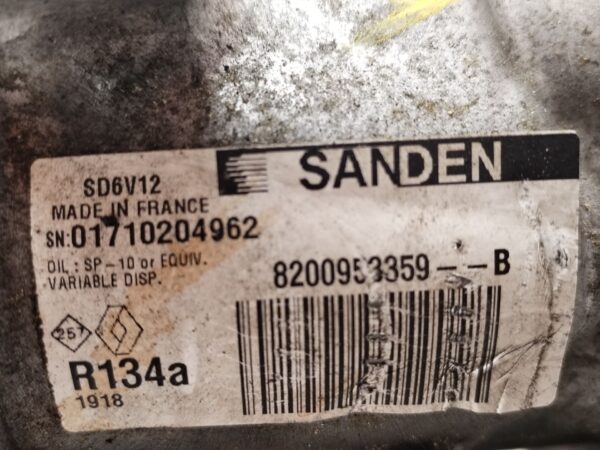 SANDEN
SD6V12
MADE IN FRANCE
SN:01710204962
OIL : SP-10 or EQUIV.
VARIABLE DISP.
8200953359--B
257
R134a
1918